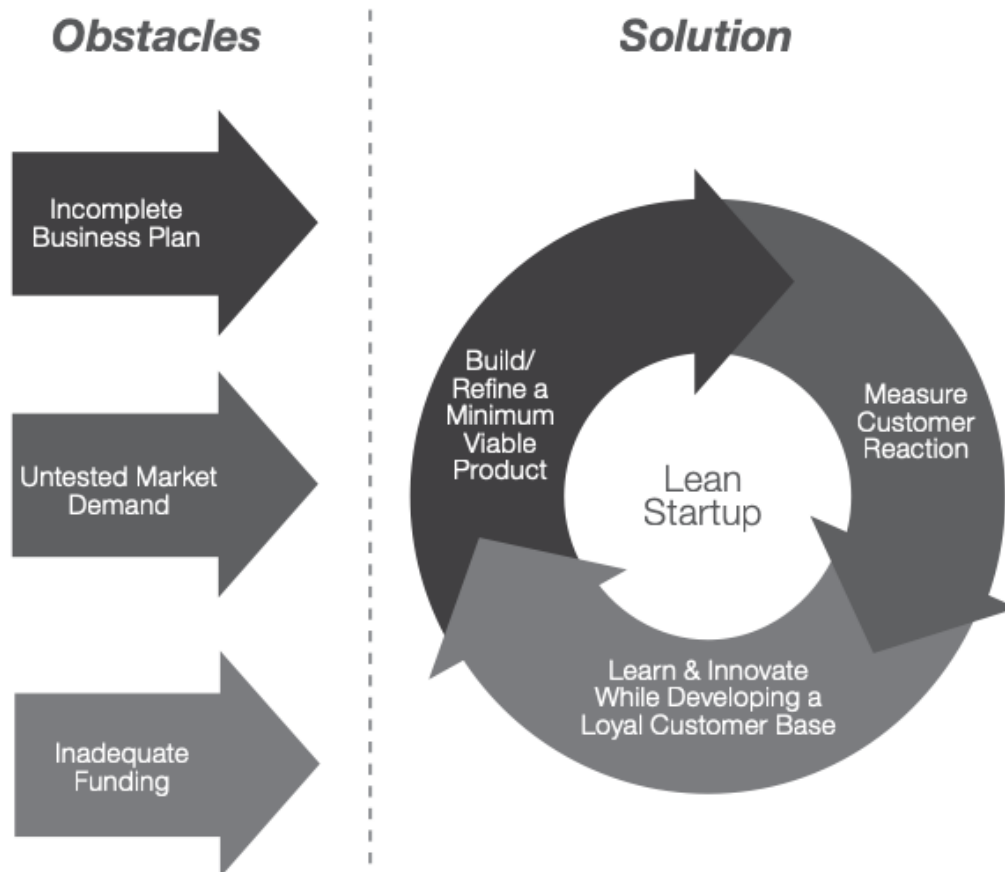 Obstacles
Solution
Incomplete
Business Plan
Untested Market
Demand
Inadequate
Funding
Build/
Refine a
Minimum
Viable
Product
Measure
Customer
Reaction
Learn & Innovate
While Developing a
Loyal Customer Base
Lean
Startup